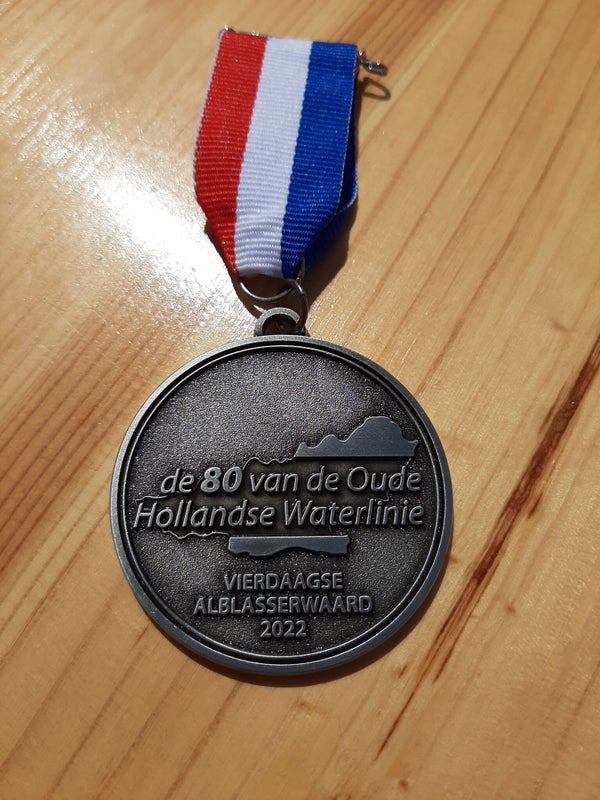 de 80 van de Oude
Hollandse Waterlinie
VIERDAAGSE
ALBLASSERWAARD
2022